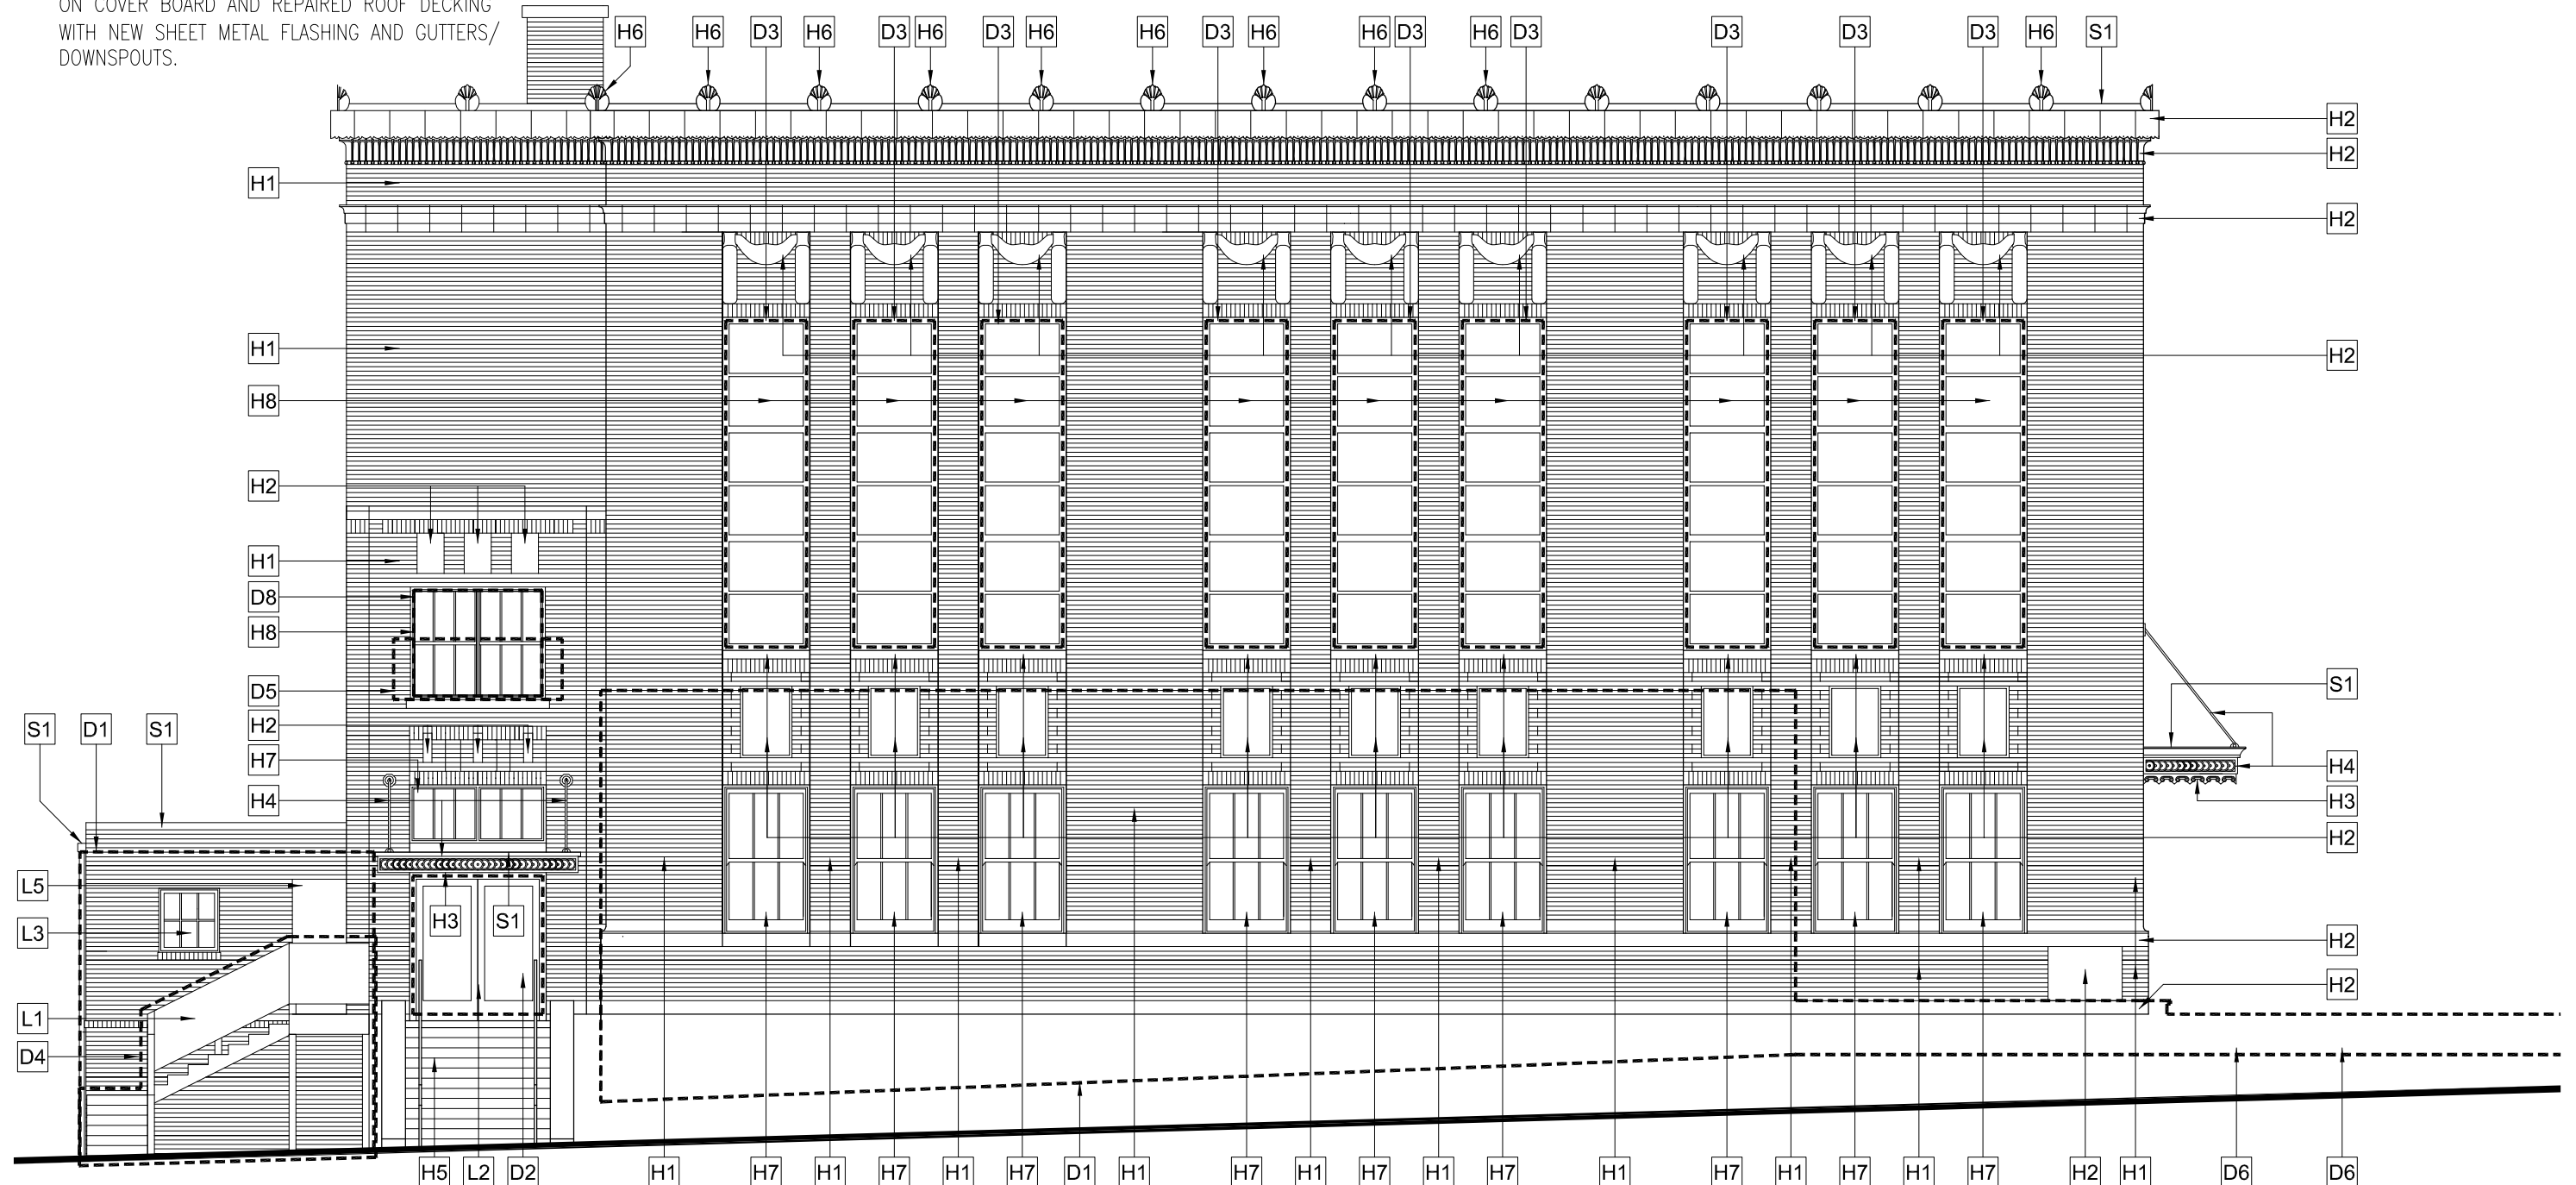 ON COVER BOARD AND REPAIRED ROOF DECKING
WITH NEW SHEET METAL FLASHING AND GUTTERS/
DOWNSPOUTS.
H6 H6 D3 H6 D3 H6 D3 H6 H6 D3 H6 H6 D3 H6 D3 D3 D3 D3 H6 S1
H2
H2
H1
H2
H1
H2
H8
H2
H1
D8
H8
D5
S1
H2
S1 D1 S1
H7
H4
H4
H3
H2
L5
H3 S1
L3
H2
H2
L1
D4
H5 L2 D2 H1 H7 H1 H7 H1 H7 D1 H1 H7 H1 H7 H1 H7 H1 H7 H1 H7 H1 H7 H2 H1 D6 D6